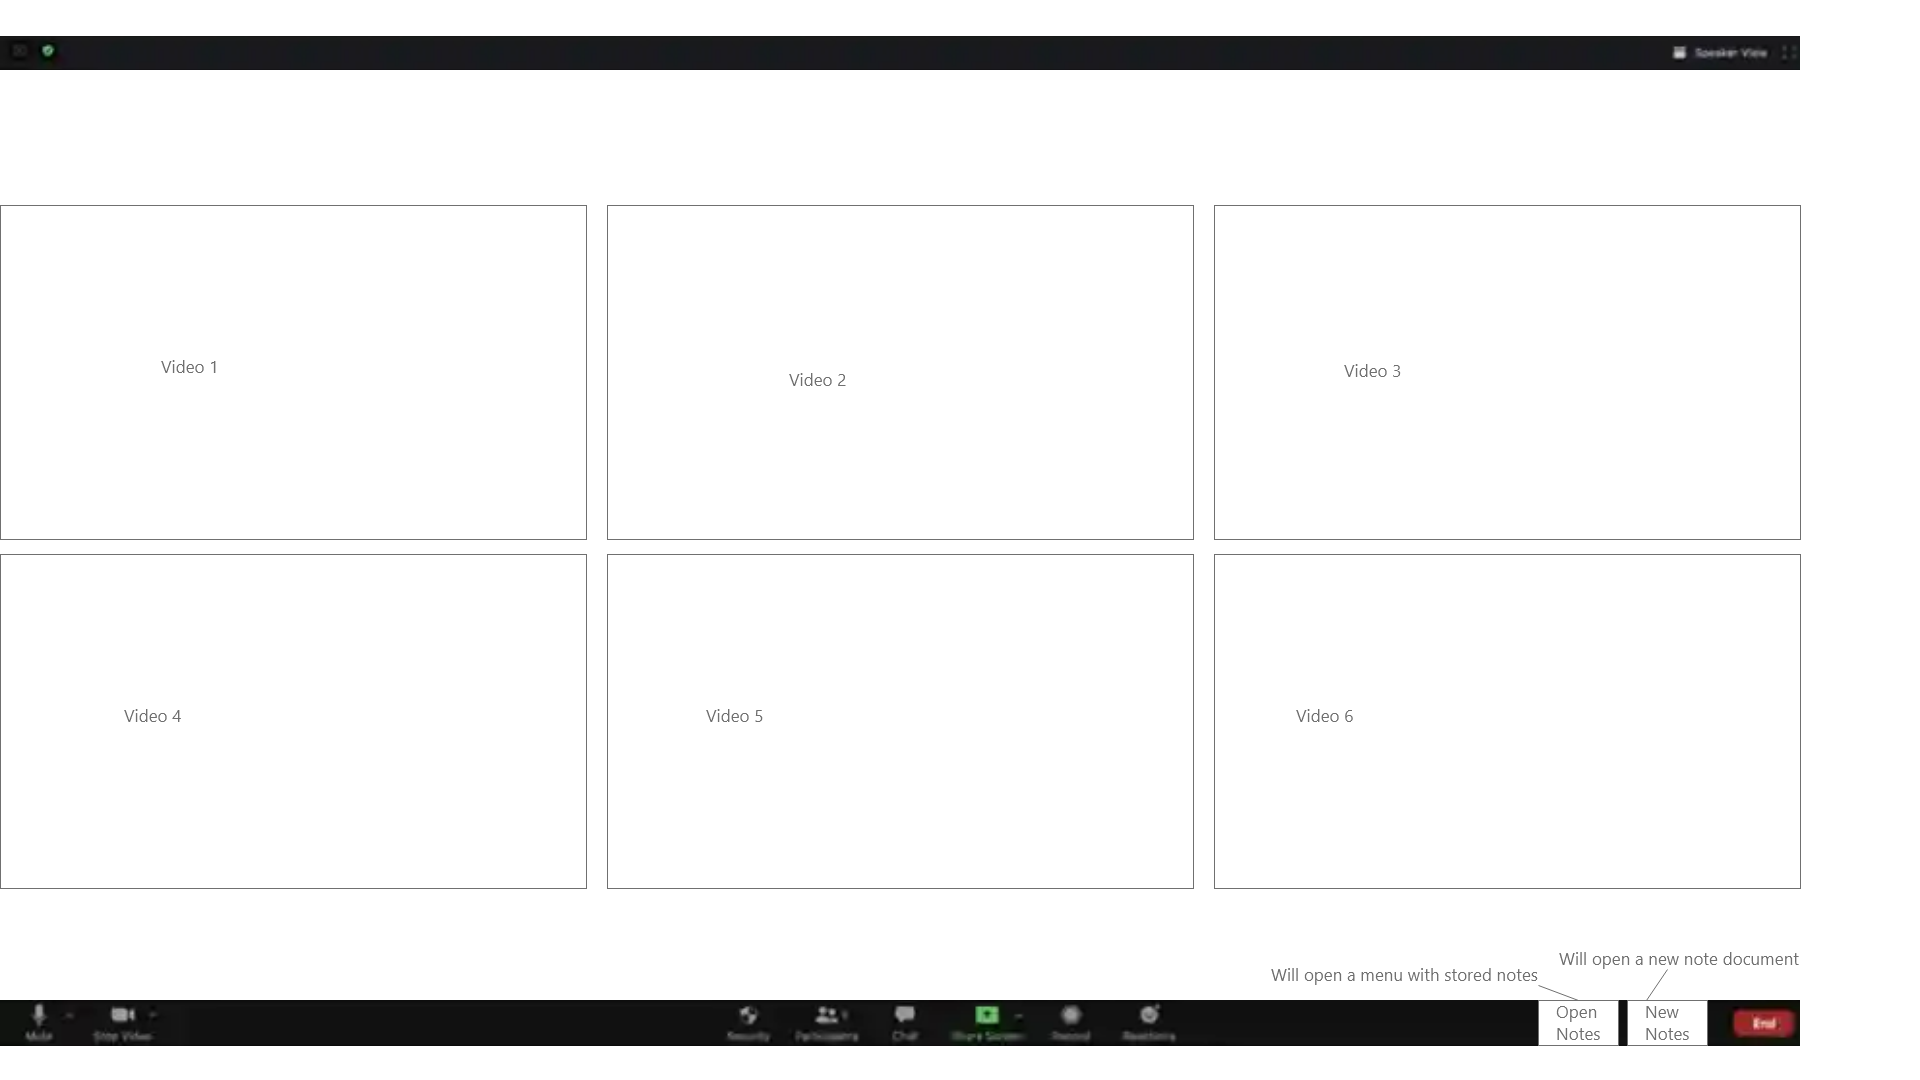 Speaker View
Video 1
Video 2
Video 3
Video 4
Video 5
Video 6
Will open a new note document
Will open a menu with stored notes
Mute
Stop Video
Security
Participants
Chat
Share Screen
Record
Reactions
Open
Notes
New
Notes
End